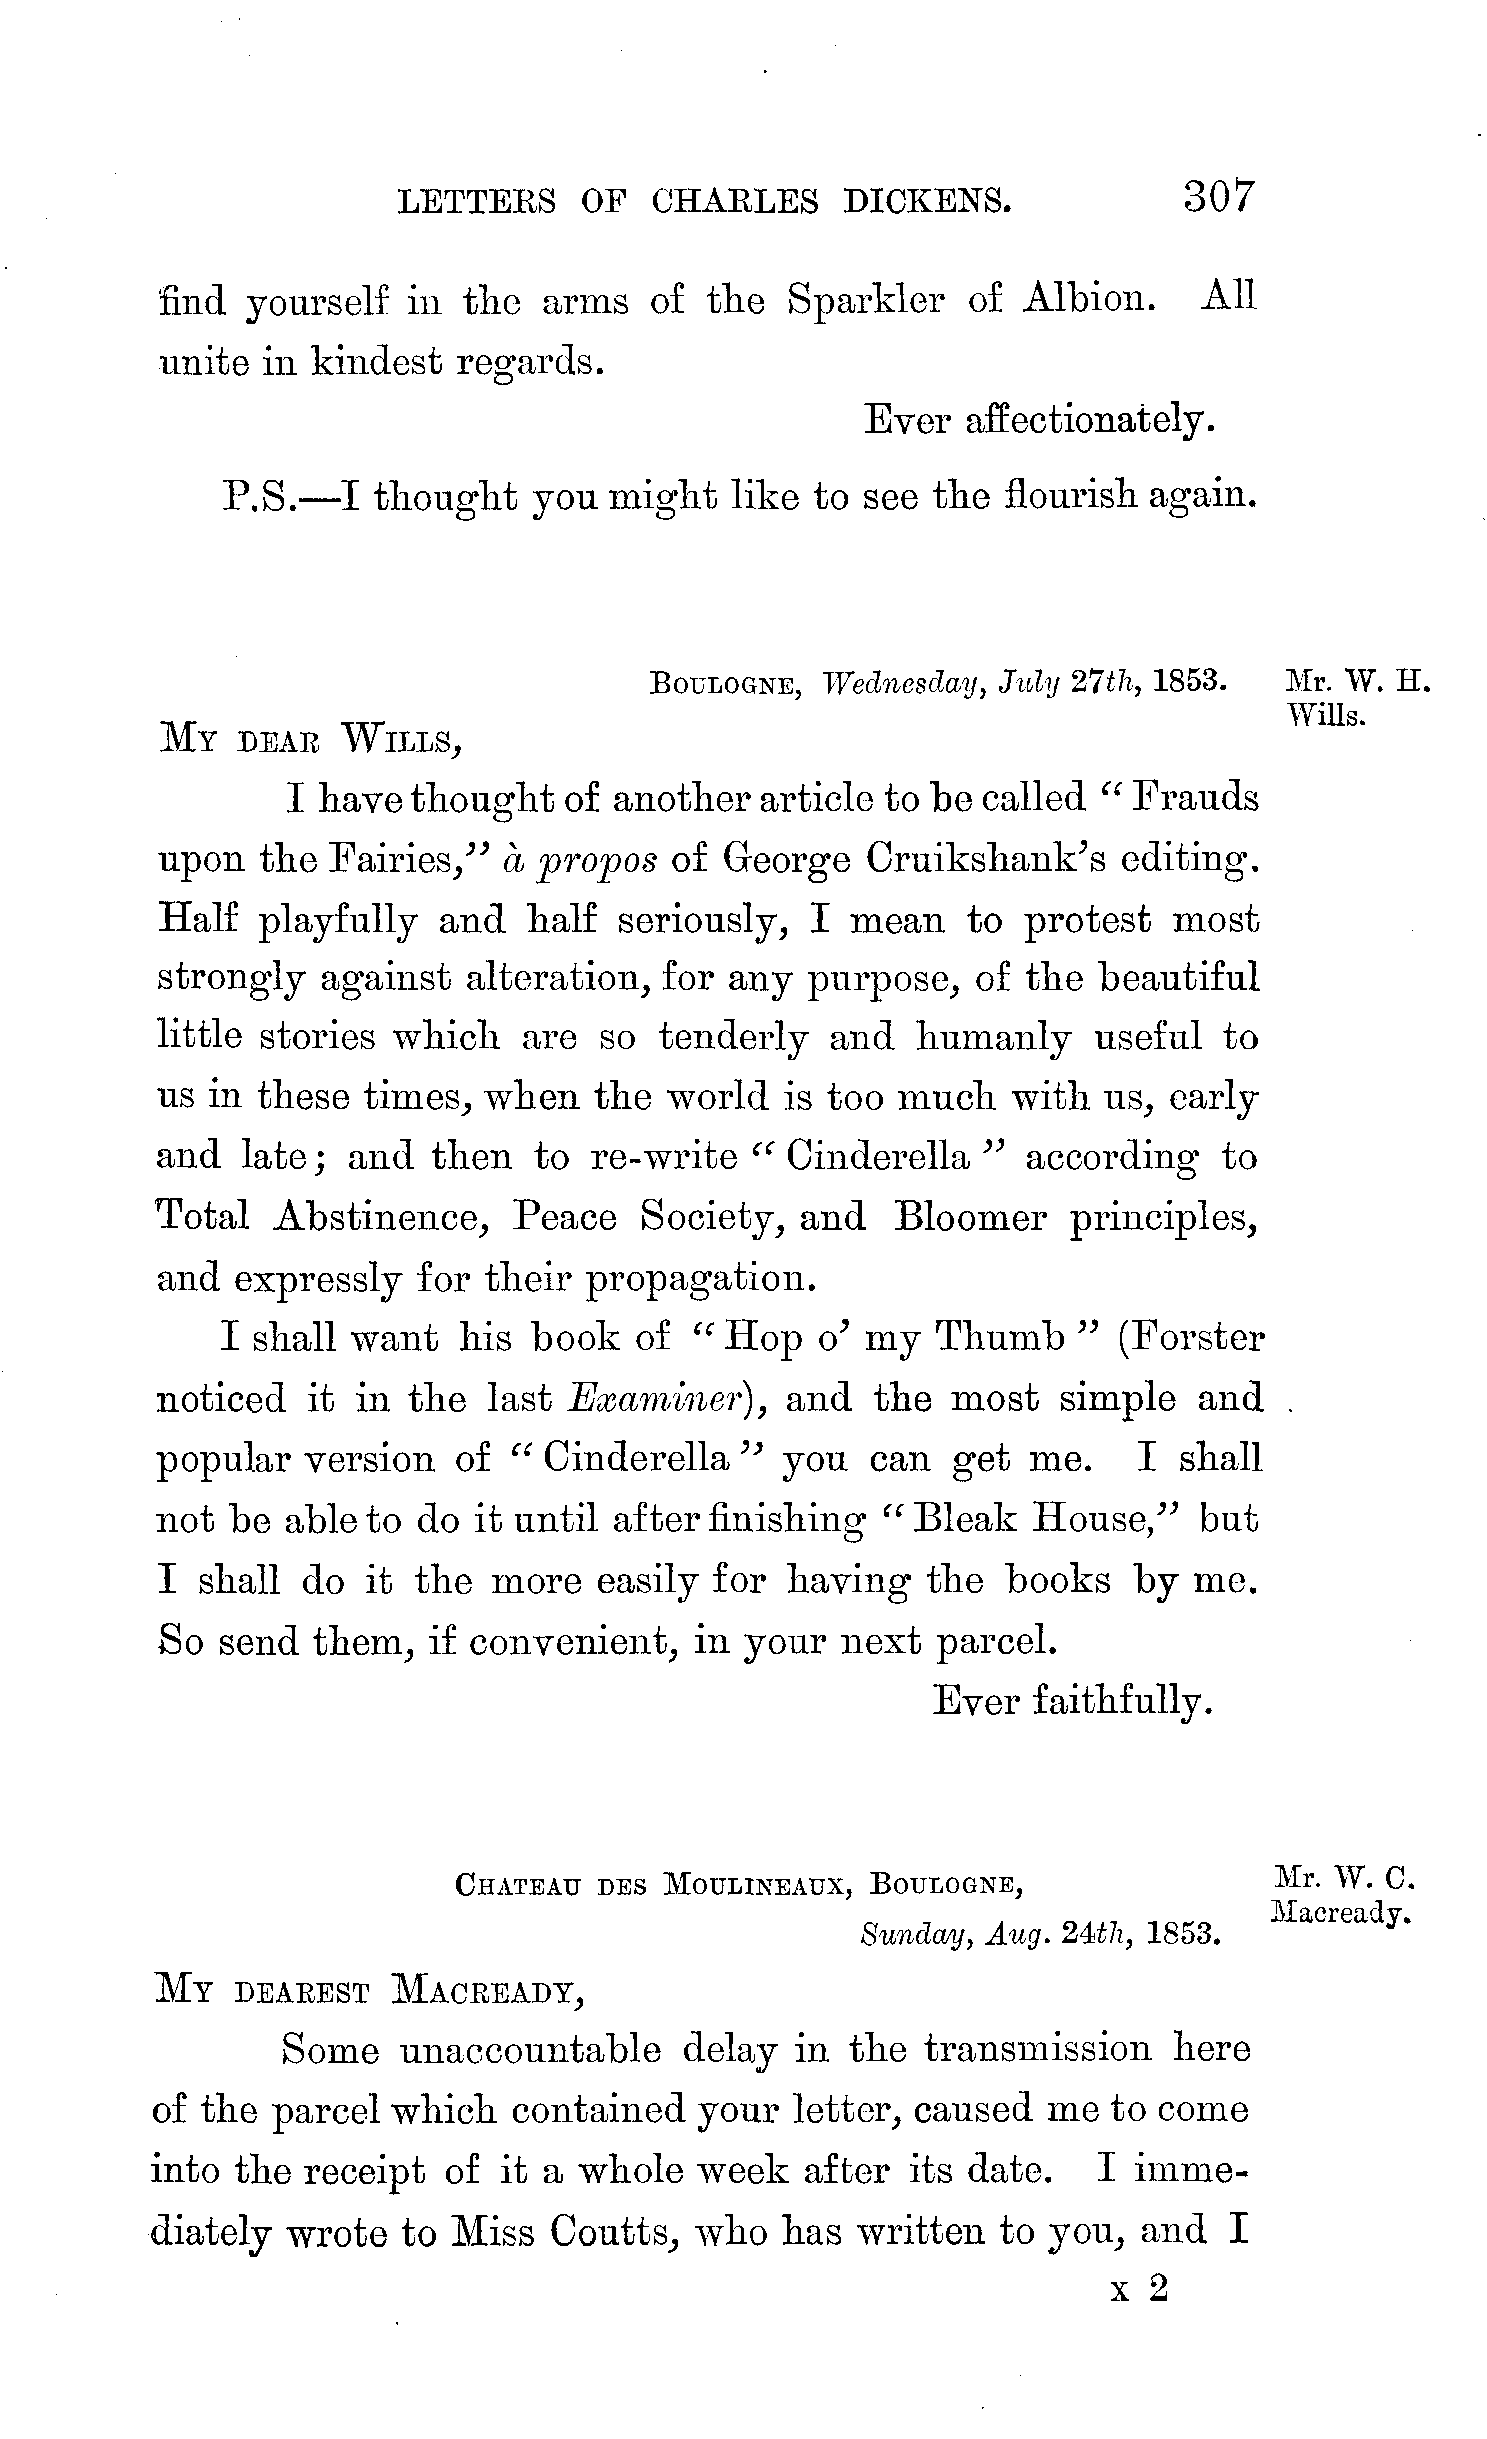 LETTERS OF CHARLES DICKENS. 307
find yourself in the arms of the Sparkler of Albion. All
unite in kindest regards.
Ever affectionately.
P.S.—I thought you might like to see the flourish again.
BOULOGNE, Wednesday, July 27th, 1853.
Mr. W. H.
Wills.
MY DEAR WILLS,
I have thought of another article to be called “ Frauds
upon the Fairies,” à propos of George Cruikshank’s editing.
Half playfully and half seriously, I mean to protest most
strongly against alteration, for any purpose, of the beautiful
little stories which are so tenderly and humanly useful to
us in these times, when the world is too much with us, early
and late; and then to re-write “ Cinderella ” according to
Total Abstinence, Peace Society, and Bloomer principles,
and expressly for their propagation.
I shall want his book of “ Hop o’ my Thumb ” (Forster
noticed it in the last Examiner), and the most simple and
popular version of “ Cinderella ” you can get me. I shall
not be able to do it until after finishing “ Bleak House,” but
I shall do it the more easily for having the books by me.
So send them, if convenient, in your next parcel.
Ever faithfully.
CHATEAU DES MOULINEAUX, BOULOGNE,
Sunday, Aug. 24th, 1853.
Mr. W. C.
Macready.
MY DEAREST MACREADY,
Some unaccountable delay in the transmission here
of the parcel which contained your letter, caused me to come
into the receipt of it a whole week after its date. I imme-
diately wrote to Miss Coutts, who has written to you, and I
x 2